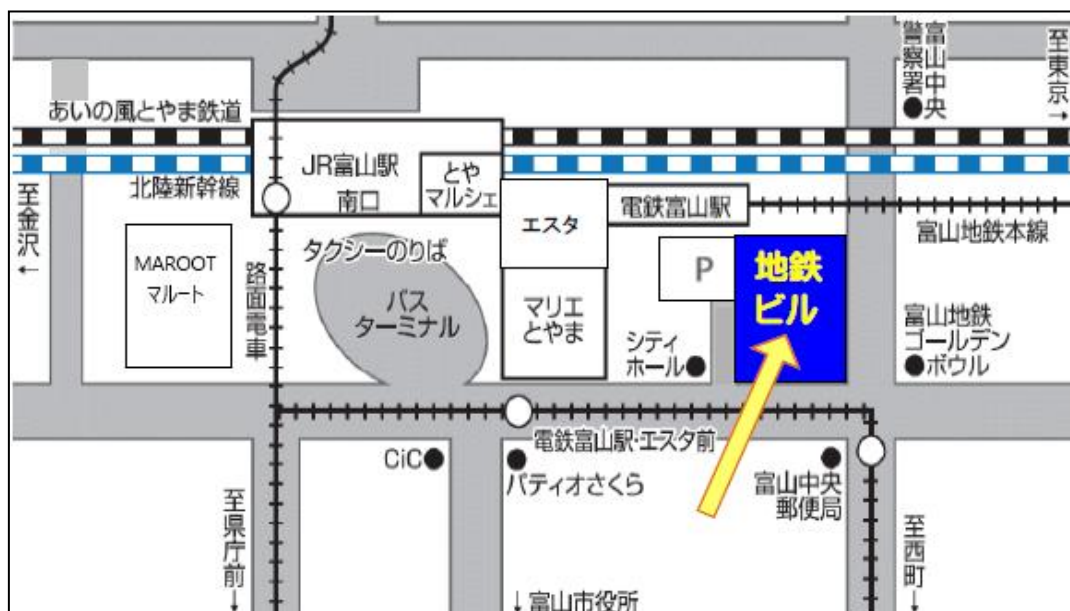 富山中央
警察署
至東京
→
あいの風とやま鉄道
JR富山駅
南口
とや
マルシェ
北陸新幹線
至金沢
←
エスタ
電鉄富山駅
富山地鉄本線
MAROOT
マルート
路面電車
タクシーのりば
バス
ターミナル
マリエ
とやま
P
地鉄
ビル
シティ
ホール
富山地鉄
ゴールデン
ボウル
電鉄富山駅・エスタ前
CiC
パティオさくら
富山中央
郵便局
至県庁前
→
至西町
→
↓富山市役所